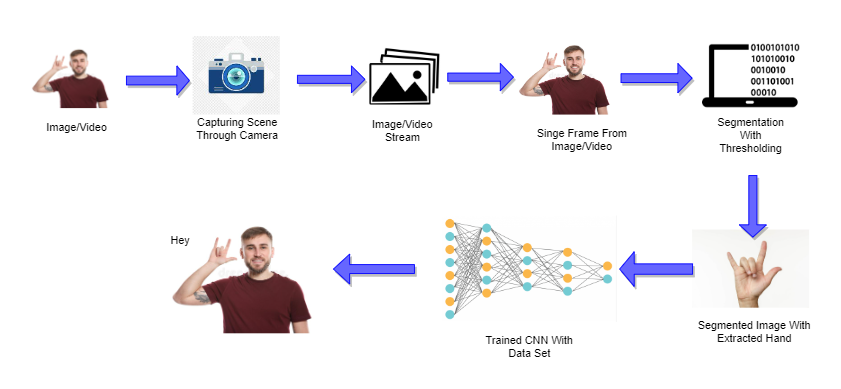 0100101010
101010010
0010010
001101001
00010
Image/Video
Capturing Scene
Through Camera
Image/Video
Stream
Singe Frame From
Image/Video
Segmentation
With
Thresholding
Hey
Trained CNN With
Data Set
Segmented Image With
Extracted Hand